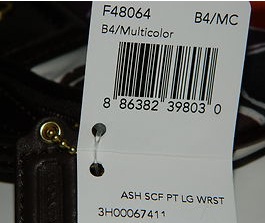 F48064 B4/MC
B4/Multicolor
8 86382 39803 0
ASH SCF PT LG WRST
3H00067411